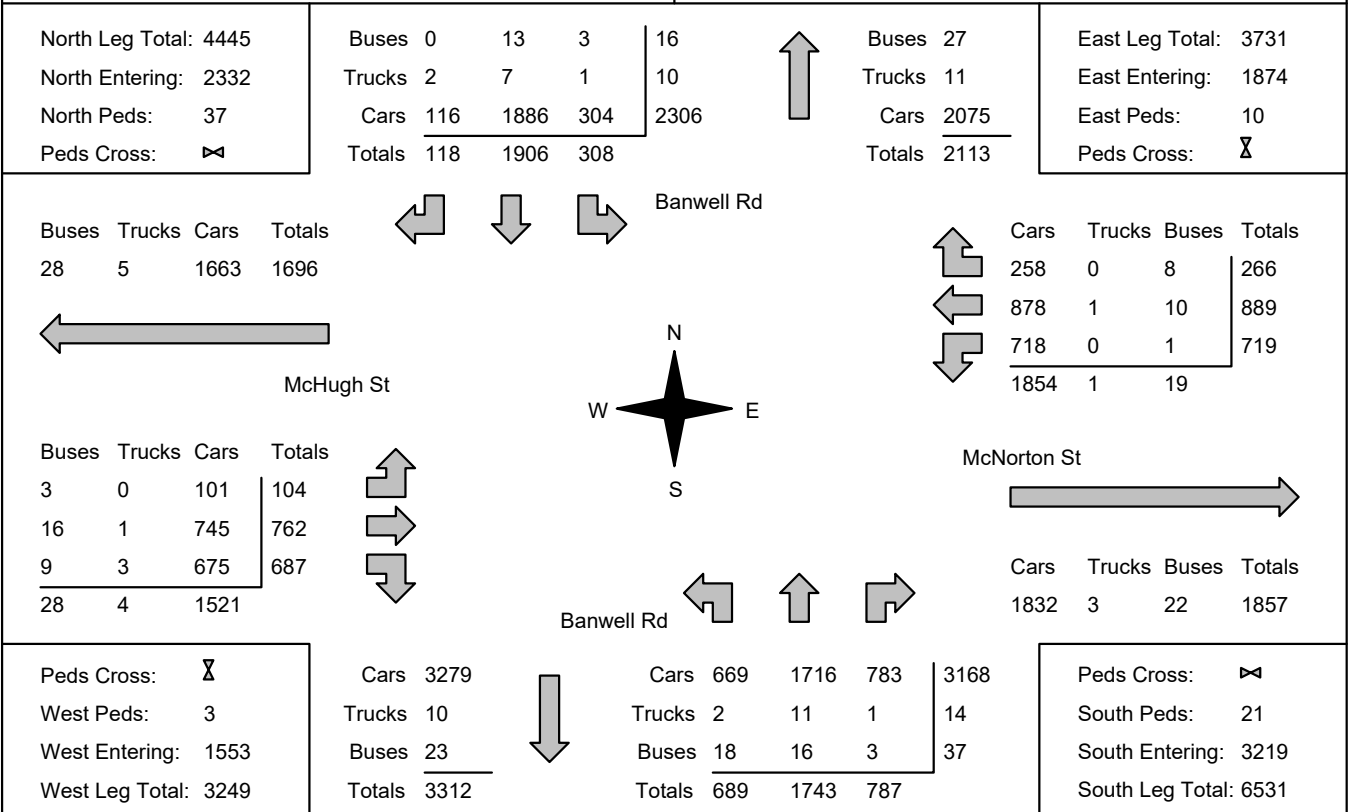 North Leg Total: 4445
North Entering: 2332
North Peds: 37
Peds Cross:
Buses 0 13 3 16
Trucks 2 7 1 10
Cars 116 1886 304 2306
Totals 118 1906 308
Buses 27
Trucks 11
Cars 2075
Totals 2113
East Leg Total: 3731
East Entering: 1874
East Peds: 10
Peds Cross:
Banwell Rd
Buses Trucks Cars Totals
28 5 1663 1696
Cars Trucks Buses Totals
258 0 8 266
878 1 10 889
718 0 1 719
1854 1 19
McHugh St
N
W E
S
Buses Trucks Cars Totals
3 0 101 104
16 1 745 762
9 3 675 687
28 4 1521
McNorton St
Cars Trucks Buses Totals
1832 3 22 1857
Banwell Rd
Peds Cross:
West Peds: 3
West Entering: 1553
West Leg Total: 3249
Cars 3279
Trucks 10
Buses 23
Totals 3312
Cars 669 1716 783 3168
Trucks 2 11 1 14
Buses 18 16 3 37
Totals 689 1743 787
Peds Cross:
South Peds: 21
South Entering: 3219
South Leg Total: 6531